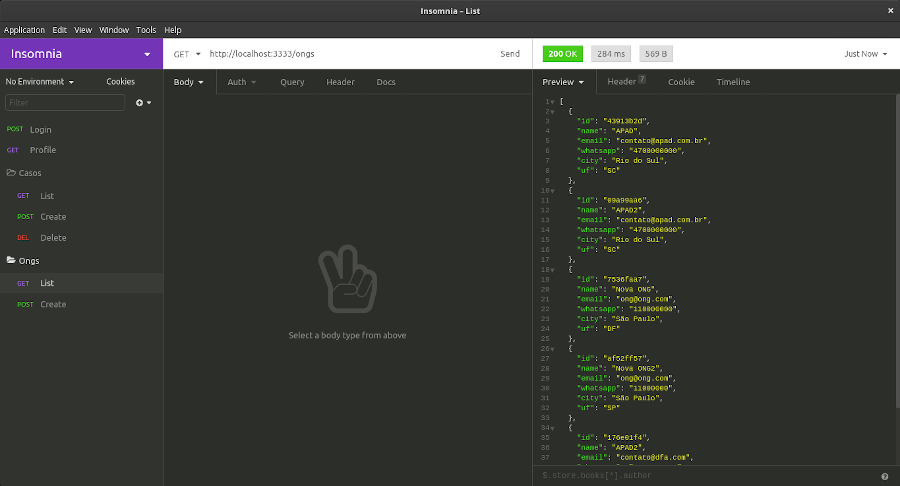 Insomnia – List
Application Edit View Window Tools Help
Insomnia
GET http://localhost:3333/ongs Send
200 OK 284 ms 569 B Just Now
No Environment Cookies
Body Auth Query Header Docs
Preview Header 7 Cookie Timeline
Filter
POST Login
GET Profile
Casos
GET List
POST Create
DEL Delete
Ongs
GET List
POST Create
Select a body type from above
1 [
2 {
3 "id": "43913b2d",
4 "name": "APAD",
5 "email": "contato@apad.com.br",
6 "whatsapp": "4700000000",
7 "city": "Rio do Sul",
8 "uf": "SC"
9 },
10 {
11 "id": "09a99aa6",
12 "name": "APAD2",
13 "email": "contato@apad.com.br",
14 "whatsapp": "4700000000",
15 "city": "Rio do Sul",
16 "uf": "SC"
17 },
18 {
19 "id": "7536faa7",
20 "name": "Nova ONG",
21 "email": "ong@ong.com",
22 "whatsapp": "110000000",
23 "city": "São Paulo",
24 "uf": "DF"
25 },
26 {
27 "id": "af52ff57",
28 "name": "Nova ONG2",
29 "email": "ong@ong.com",
30 "whatsapp": "11000000",
31 "city": "São Paulo",
32 "uf": "SP"
33 },
34 {
35 "id": "176e01f4",
36 "name": "APAD2",
37 "email": "contato@dfa.com",
$.store.books[*].author